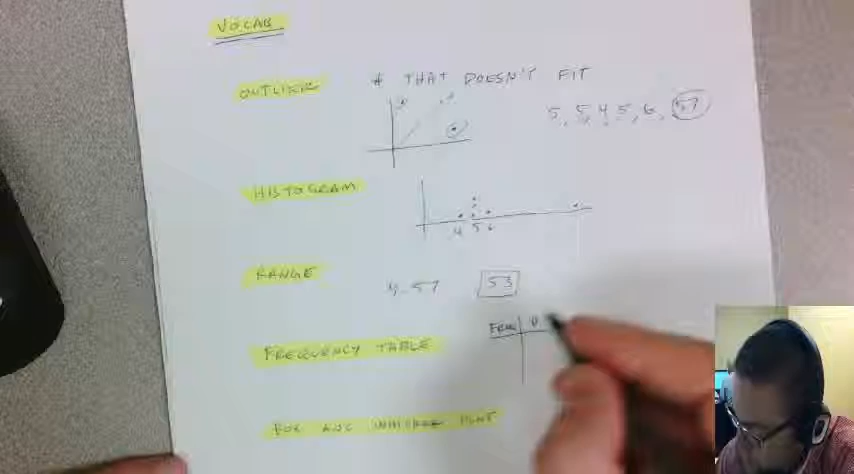 VOCAB
OUTLIER # THAT DOESN'T FIT
5, 5, 4, 5, 6, 57
HISTOGRAM
4 5 6
RANGE 4-57 53
FREQ #
FREQUENCY TABLE
BOX AND WHISKER PLOT